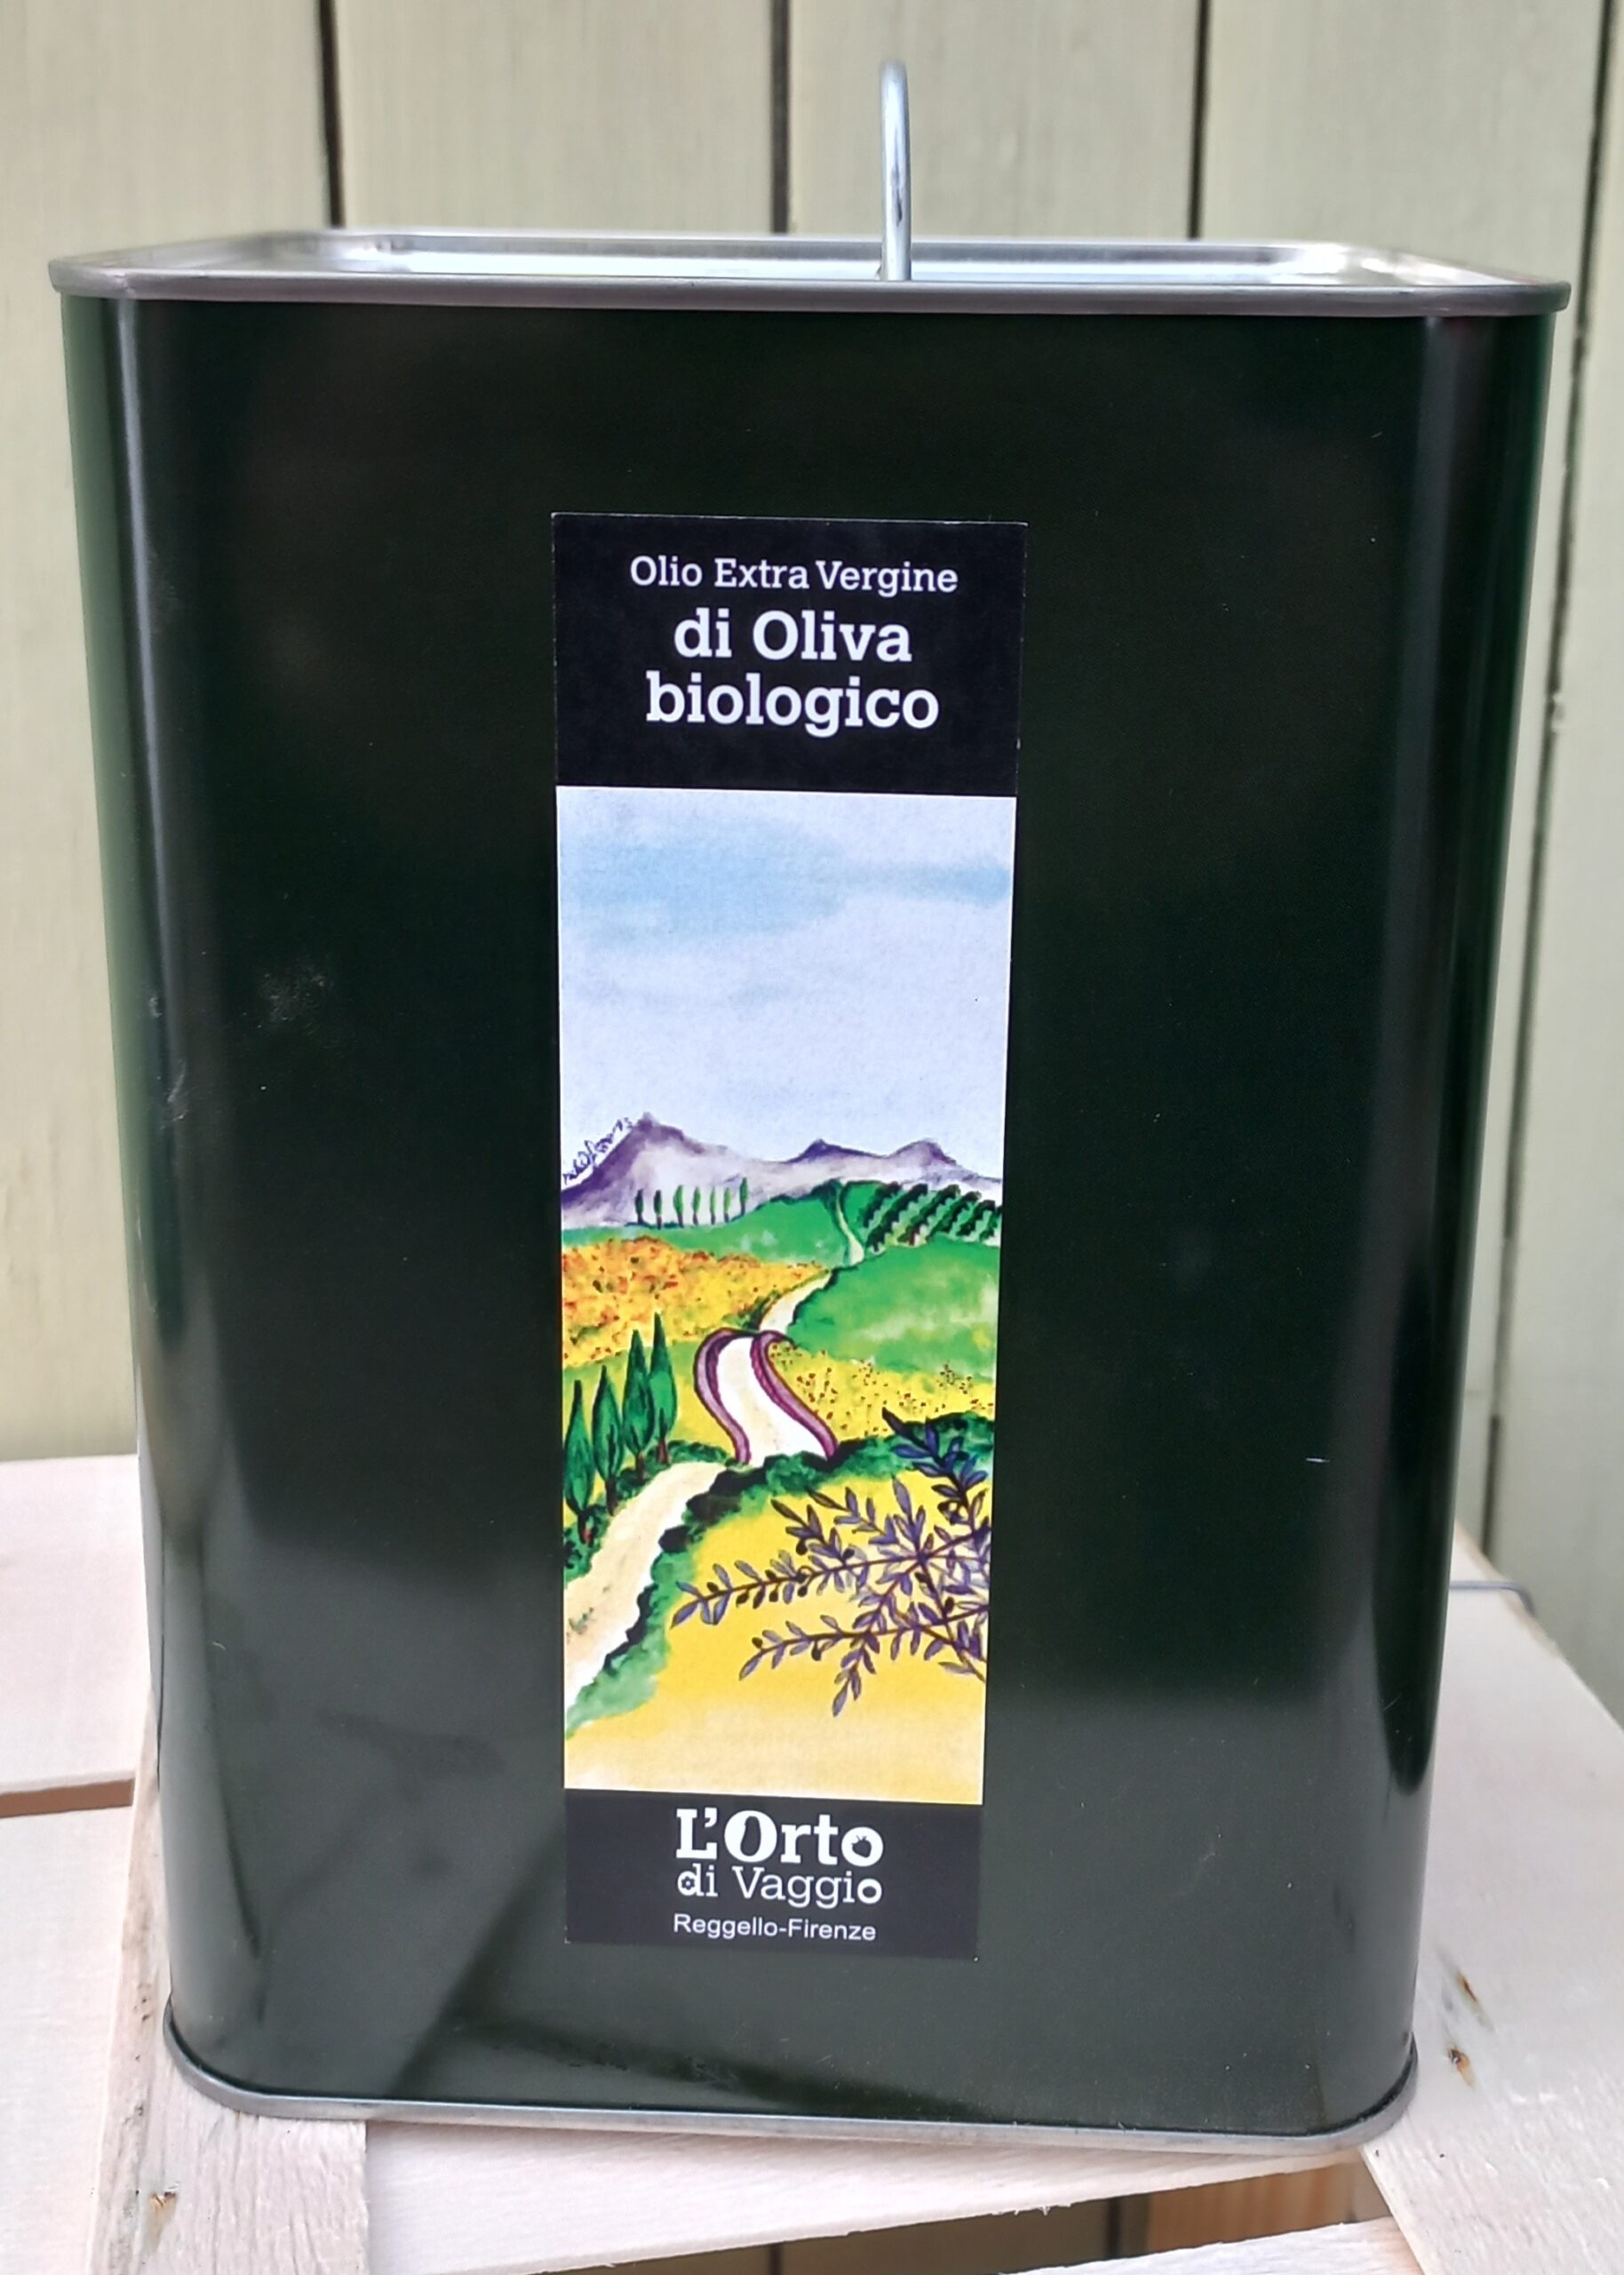 Olio Extra Vergine
di Oliva
biologico
L'Orto
di Vaggio
Reggello-Firenze